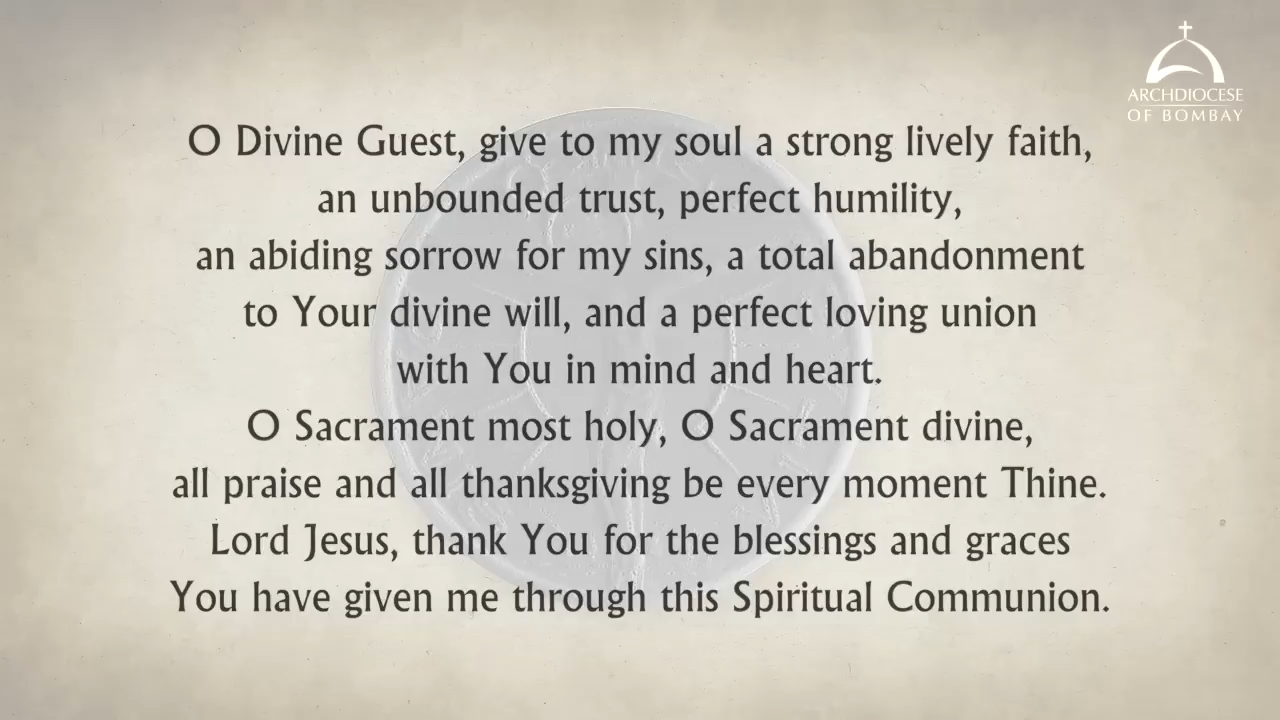 ARCHDIOCESE
OF BOMBAY
O Divine Guest, give to my soul a strong lively faith,
an unbounded trust, perfect humility,
an abiding sorrow for my sins, a total abandonment
to Your divine will, and a perfect loving union
with You in mind and heart.
O Sacrament most holy, O Sacrament divine,
all praise and all thanksgiving be every moment Thine.
Lord Jesus, thank You for the blessings and graces
You have given me through this Spiritual Communion.